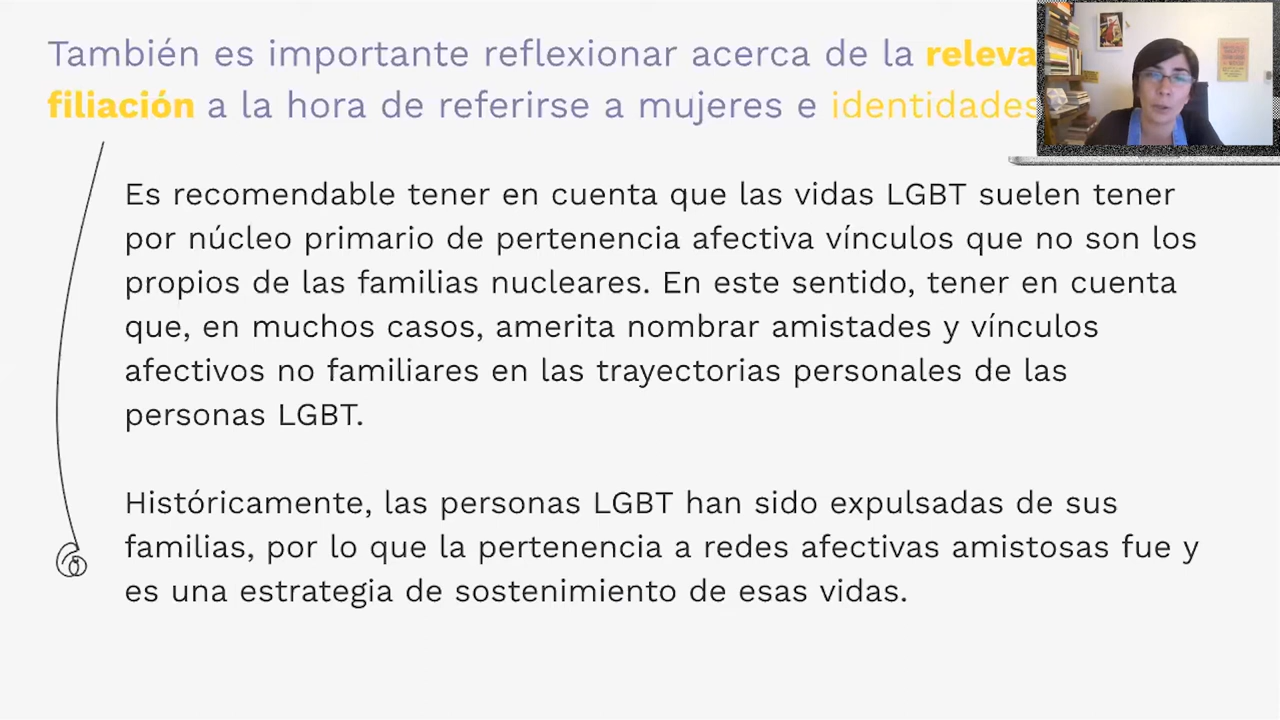 También es importante reflexionar acerca de la
filiación a la hora de referirse a mujeres e identidades
Es recomendable tener en cuenta que las vidas LGBT suelen tener
por núcleo primario de pertenencia afectiva vínculos que no son los
propios de las familias nucleares. En este sentido, tener en cuenta
que, en muchos casos, amerita nombrar amistades y vínculos
afectivos no familiares en las trayectorias personales de las
personas LGBT.
Históricamente, las personas LGBT han sido expulsadas de sus
familias, por lo que la pertenencia a redes afectivas amistosas fue y
es una estrategia de sostenimiento de esas vidas.